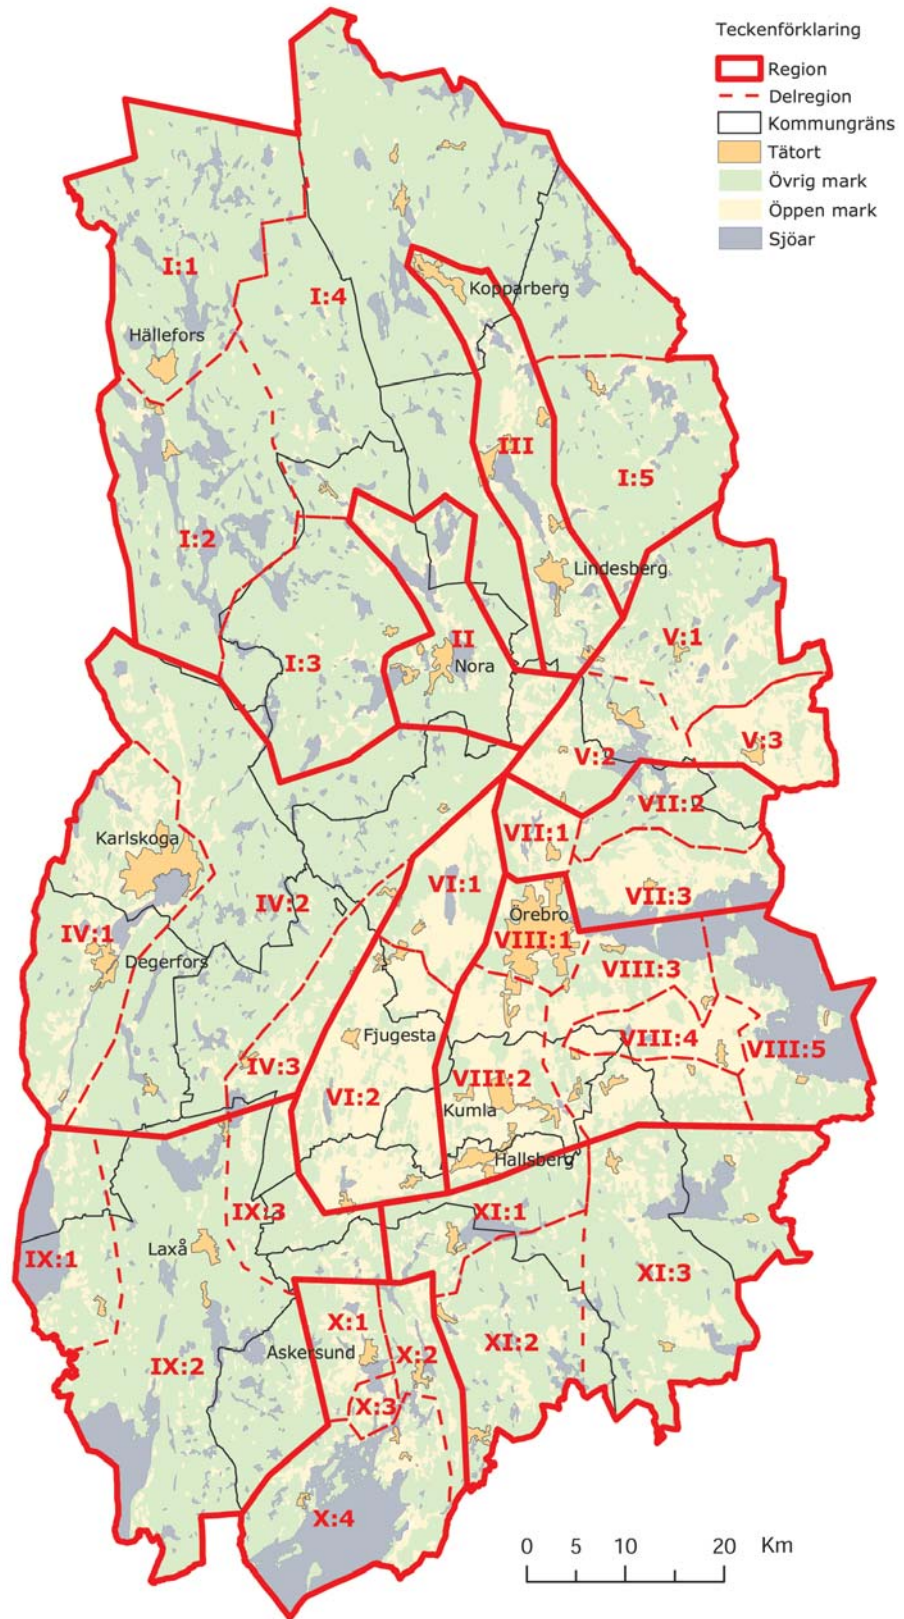 Teckenförklaring
Region
Delregion
Kommungräns
Tätort
Övrig mark
Öppen mark
Sjöar
I:1
Kopparberg
I:4
Hällefors
III
I:5
I:2
Lindesberg
V:1
II
I:3
Nora
V:3
V:2
VII:2
VII:1
Karlskoga
VI:1
VII:3
IV:2
Örebro
IV:1
VIII:1
Degerfors
VIII:3
Fjugesta
VIII:4
VIII:5
IV:3
VIII:2
VI:2
Kumla
Hallsberg
IX:3
XI:1
Laxå
IX:1
XI:3
X:1
XI:2
Askersund
X:2
IX:2
X:3
X:4
0 5 10 20 Km